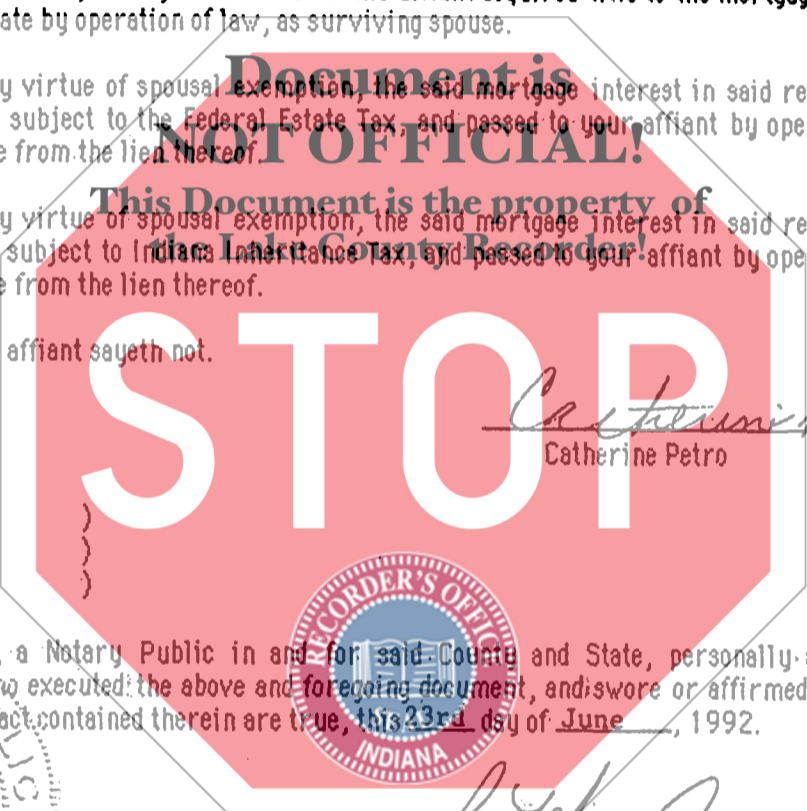 ate by operation of law, as surviving spouse.
Document is
y virtue of spousal exemption, the said mortgage interest in said re
subject to the Federal Estate Tax, and passed to your affiant by ope
NOT OFFICIAL!
e from the lien thereof.
This Document is the property of
y virtue of spousal exemption, the said mortgage interest in said re
the Lake County Recorder!
subject to Indiana Inheritance Tax, and passed to your affiant by ope
e from the lien thereof.
affiant sayeth not.
STOP
Catherine
Catherine Petro
)
)
)
RECORDER'S OFFICE
a Notary Public in and for said County and State, personally
w executed the above and foregoing document, and swore or affirmed
act contained therein are true, this 23rd day of June, 1992.
INDIANA